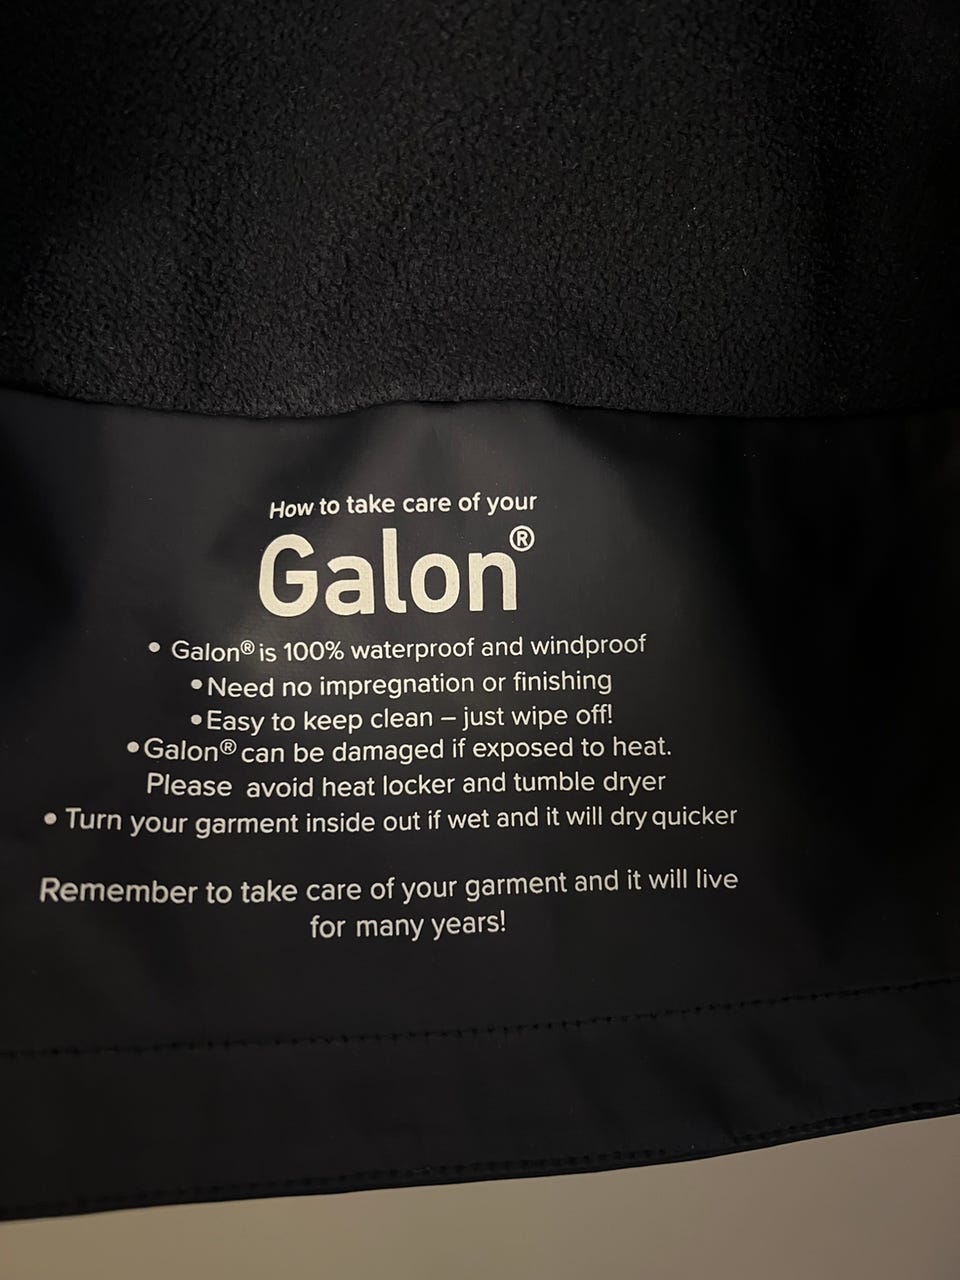 How to take care of your
Galon®
• Galon® is 100% waterproof and windproof
• Need no impregnation or finishing
• Easy to keep clean – just wipe off!
• Galon® can be damaged if exposed to heat.
Please avoid heat locker and tumble dryer
• Turn your garment inside out if wet and it will dry quicker
Remember to take care of your garment and it will live
for many years!